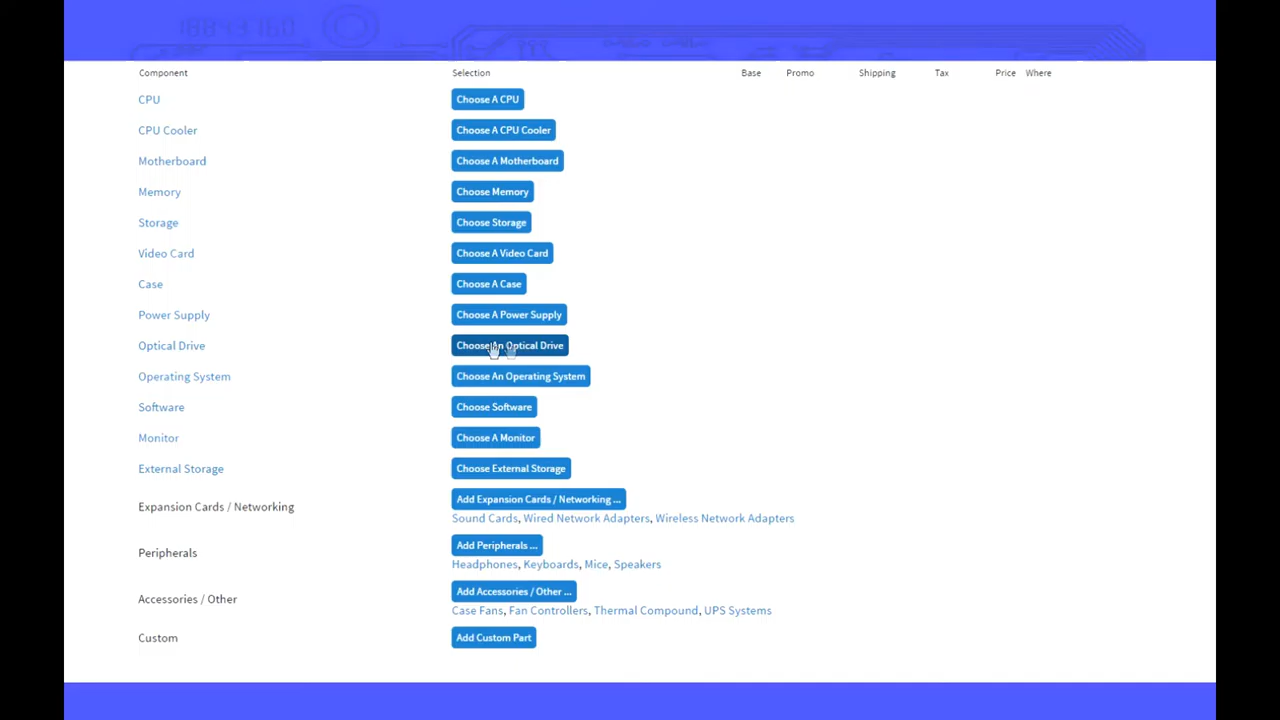 18843160
Component Selection Base Promo Shipping Tax Price Where
CPU Choose A CPU
CPU Cooler Choose A CPU Cooler
Motherboard Choose A Motherboard
Memory Choose Memory
Storage Choose Storage
Video Card Choose A Video Card
Case Choose A Case
Power Supply Choose A Power Supply
Optical Drive Choose An Optical Drive
Operating System Choose An Operating System
Software Choose Software
Monitor Choose A Monitor
External Storage Choose External Storage
Expansion Cards / Networking Add Expansion Cards / Networking ...
Sound Cards, Wired Network Adapters, Wireless Network Adapters
Peripherals Add Peripherals ...
Headphones, Keyboards, Mice, Speakers
Accessories / Other Add Accessories / Other ...
Case Fans, Fan Controllers, Thermal Compound, UPS Systems
Custom Add Custom Part